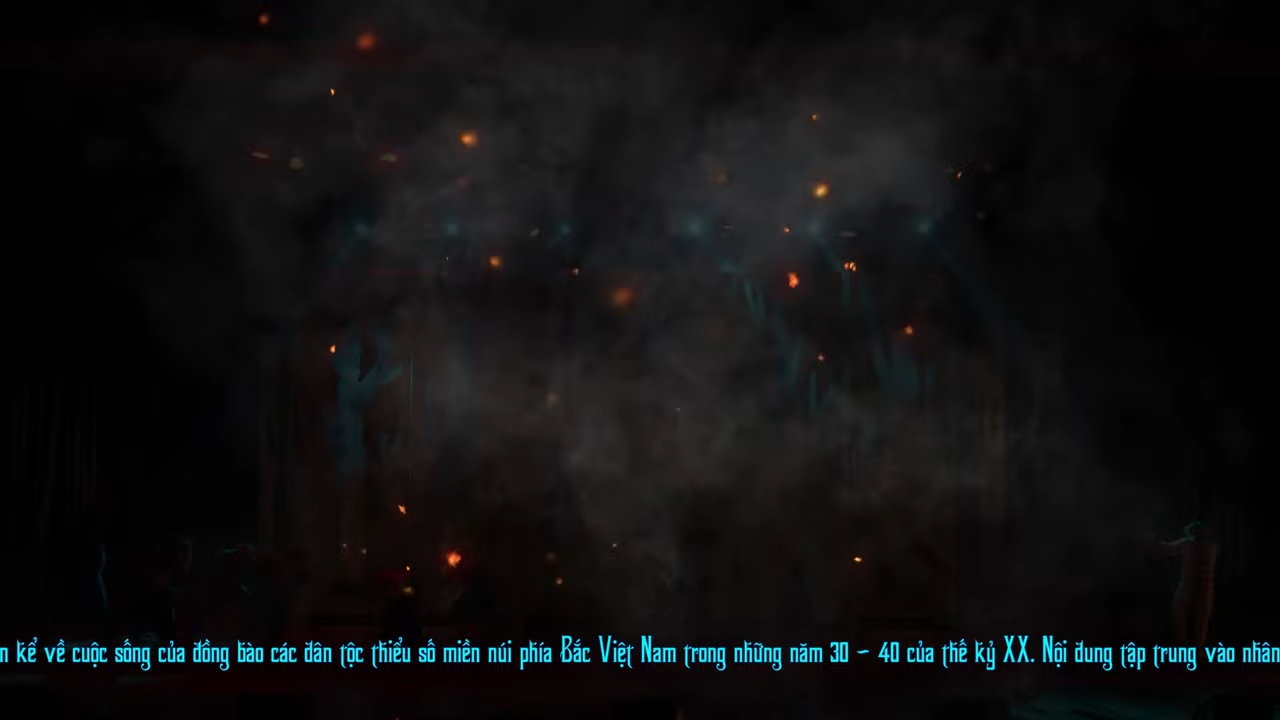 n kể về cuộc sống của đồng bào các dân tộc thiểu số miền núi phía Bắc Việt Nam trong những năm 30 - 40 của thế kỷ XX. Nội dung tập trung vào nhân